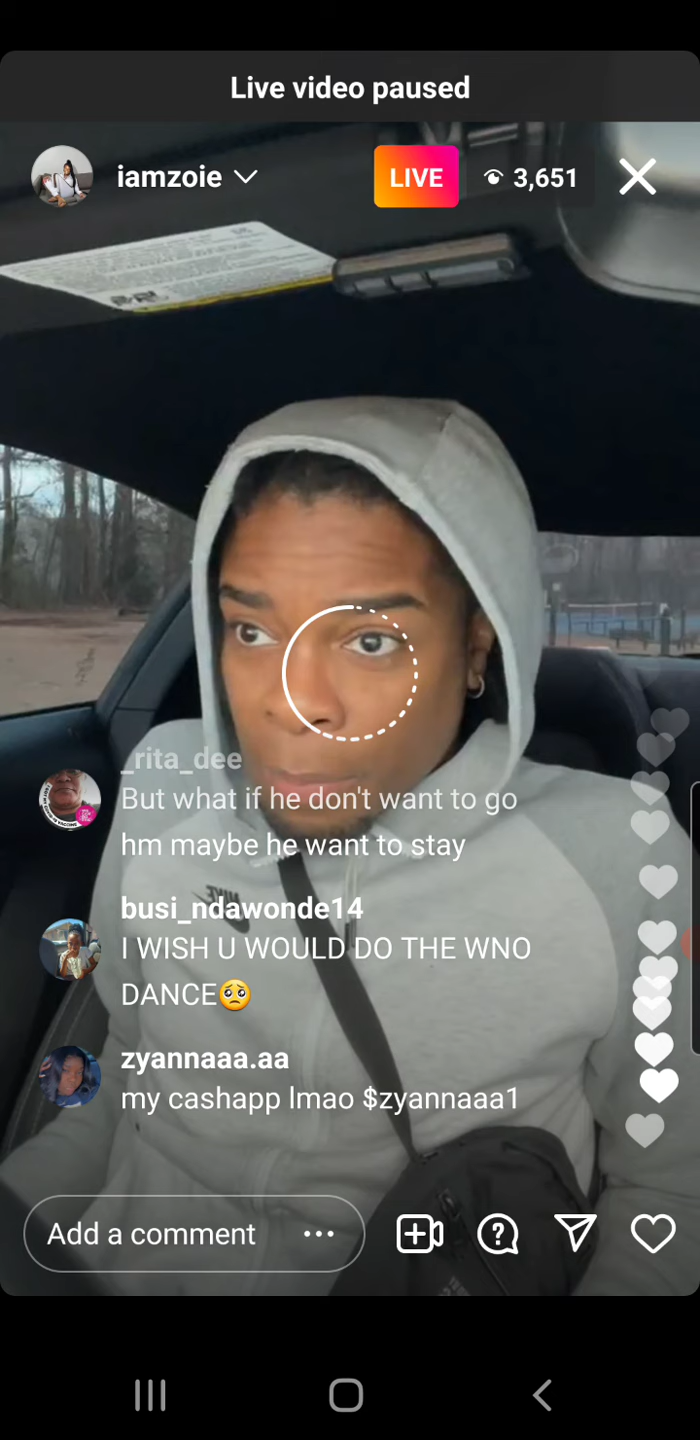 Live video paused
iamzoie
LIVE
3,651
_rita_dee
But what if he don't want to go
hm maybe he want to stay
busi_ndawonde14
I WISH U WOULD DO THE WNO
DANCE🥺
zyannaaa.aa
my cashapp lmao $zyannaaa1
Add a comment